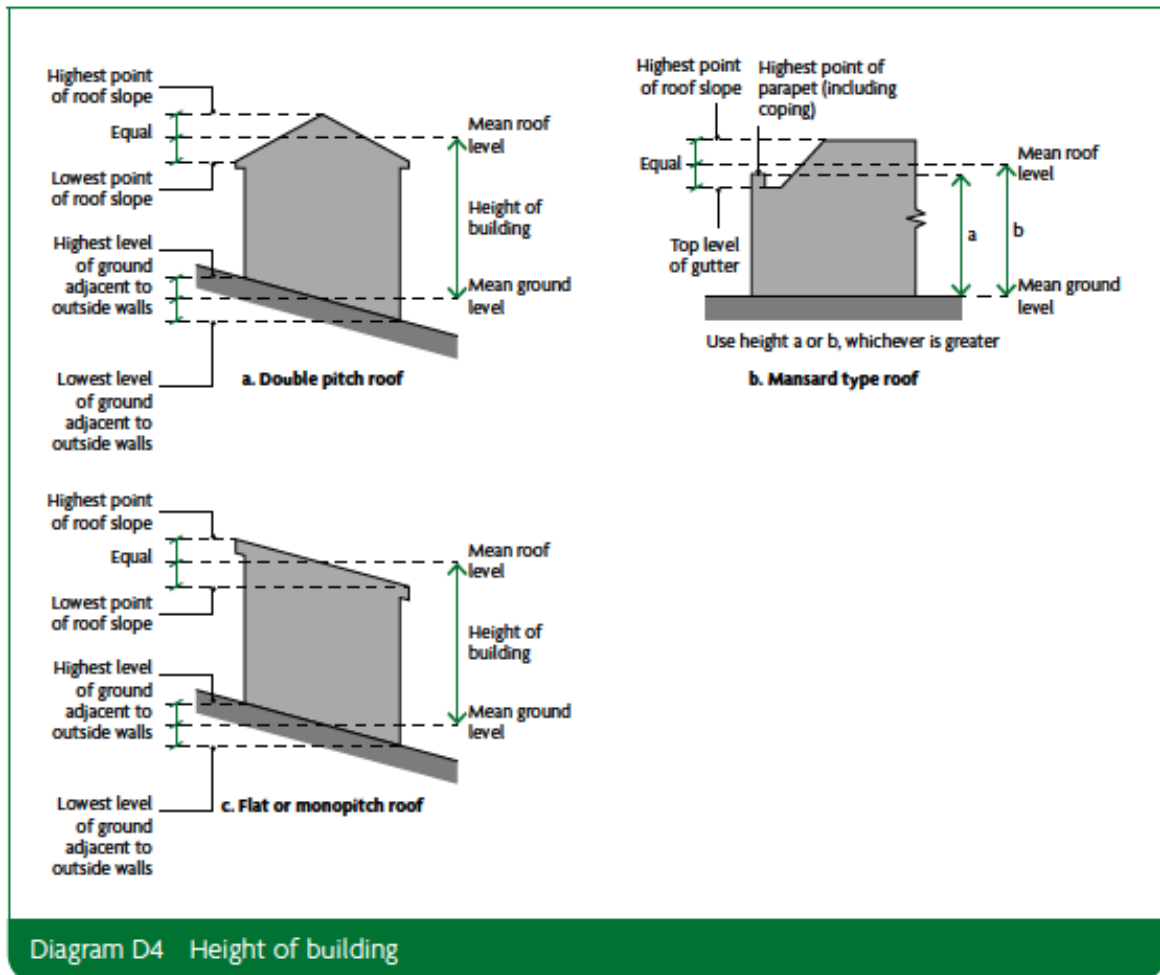 Highest point
of roof slope
Equal
Lowest point
of roof slope
Highest level
of ground
adjacent to
outside walls
Lowest level
of ground
adjacent to
outside walls
Mean roof
level
Height of
building
Mean ground
level
a. Double pitch roof
Highest point
of roof slope
Highest point of
parapet (including
coping)
Equal
Top level
of gutter
Mean roof
level
a
b
Mean ground
level
Use height a or b, whichever is greater
b. Mansard type roof
Highest point
of roof slope
Equal
Lowest point
of roof slope
Highest level
of ground
adjacent to
outside walls
Lowest level
of ground
adjacent to
outside walls
Mean roof
level
Height of
building
Mean ground
level
c. Flat or monopitch roof
Diagram D4 Height of building